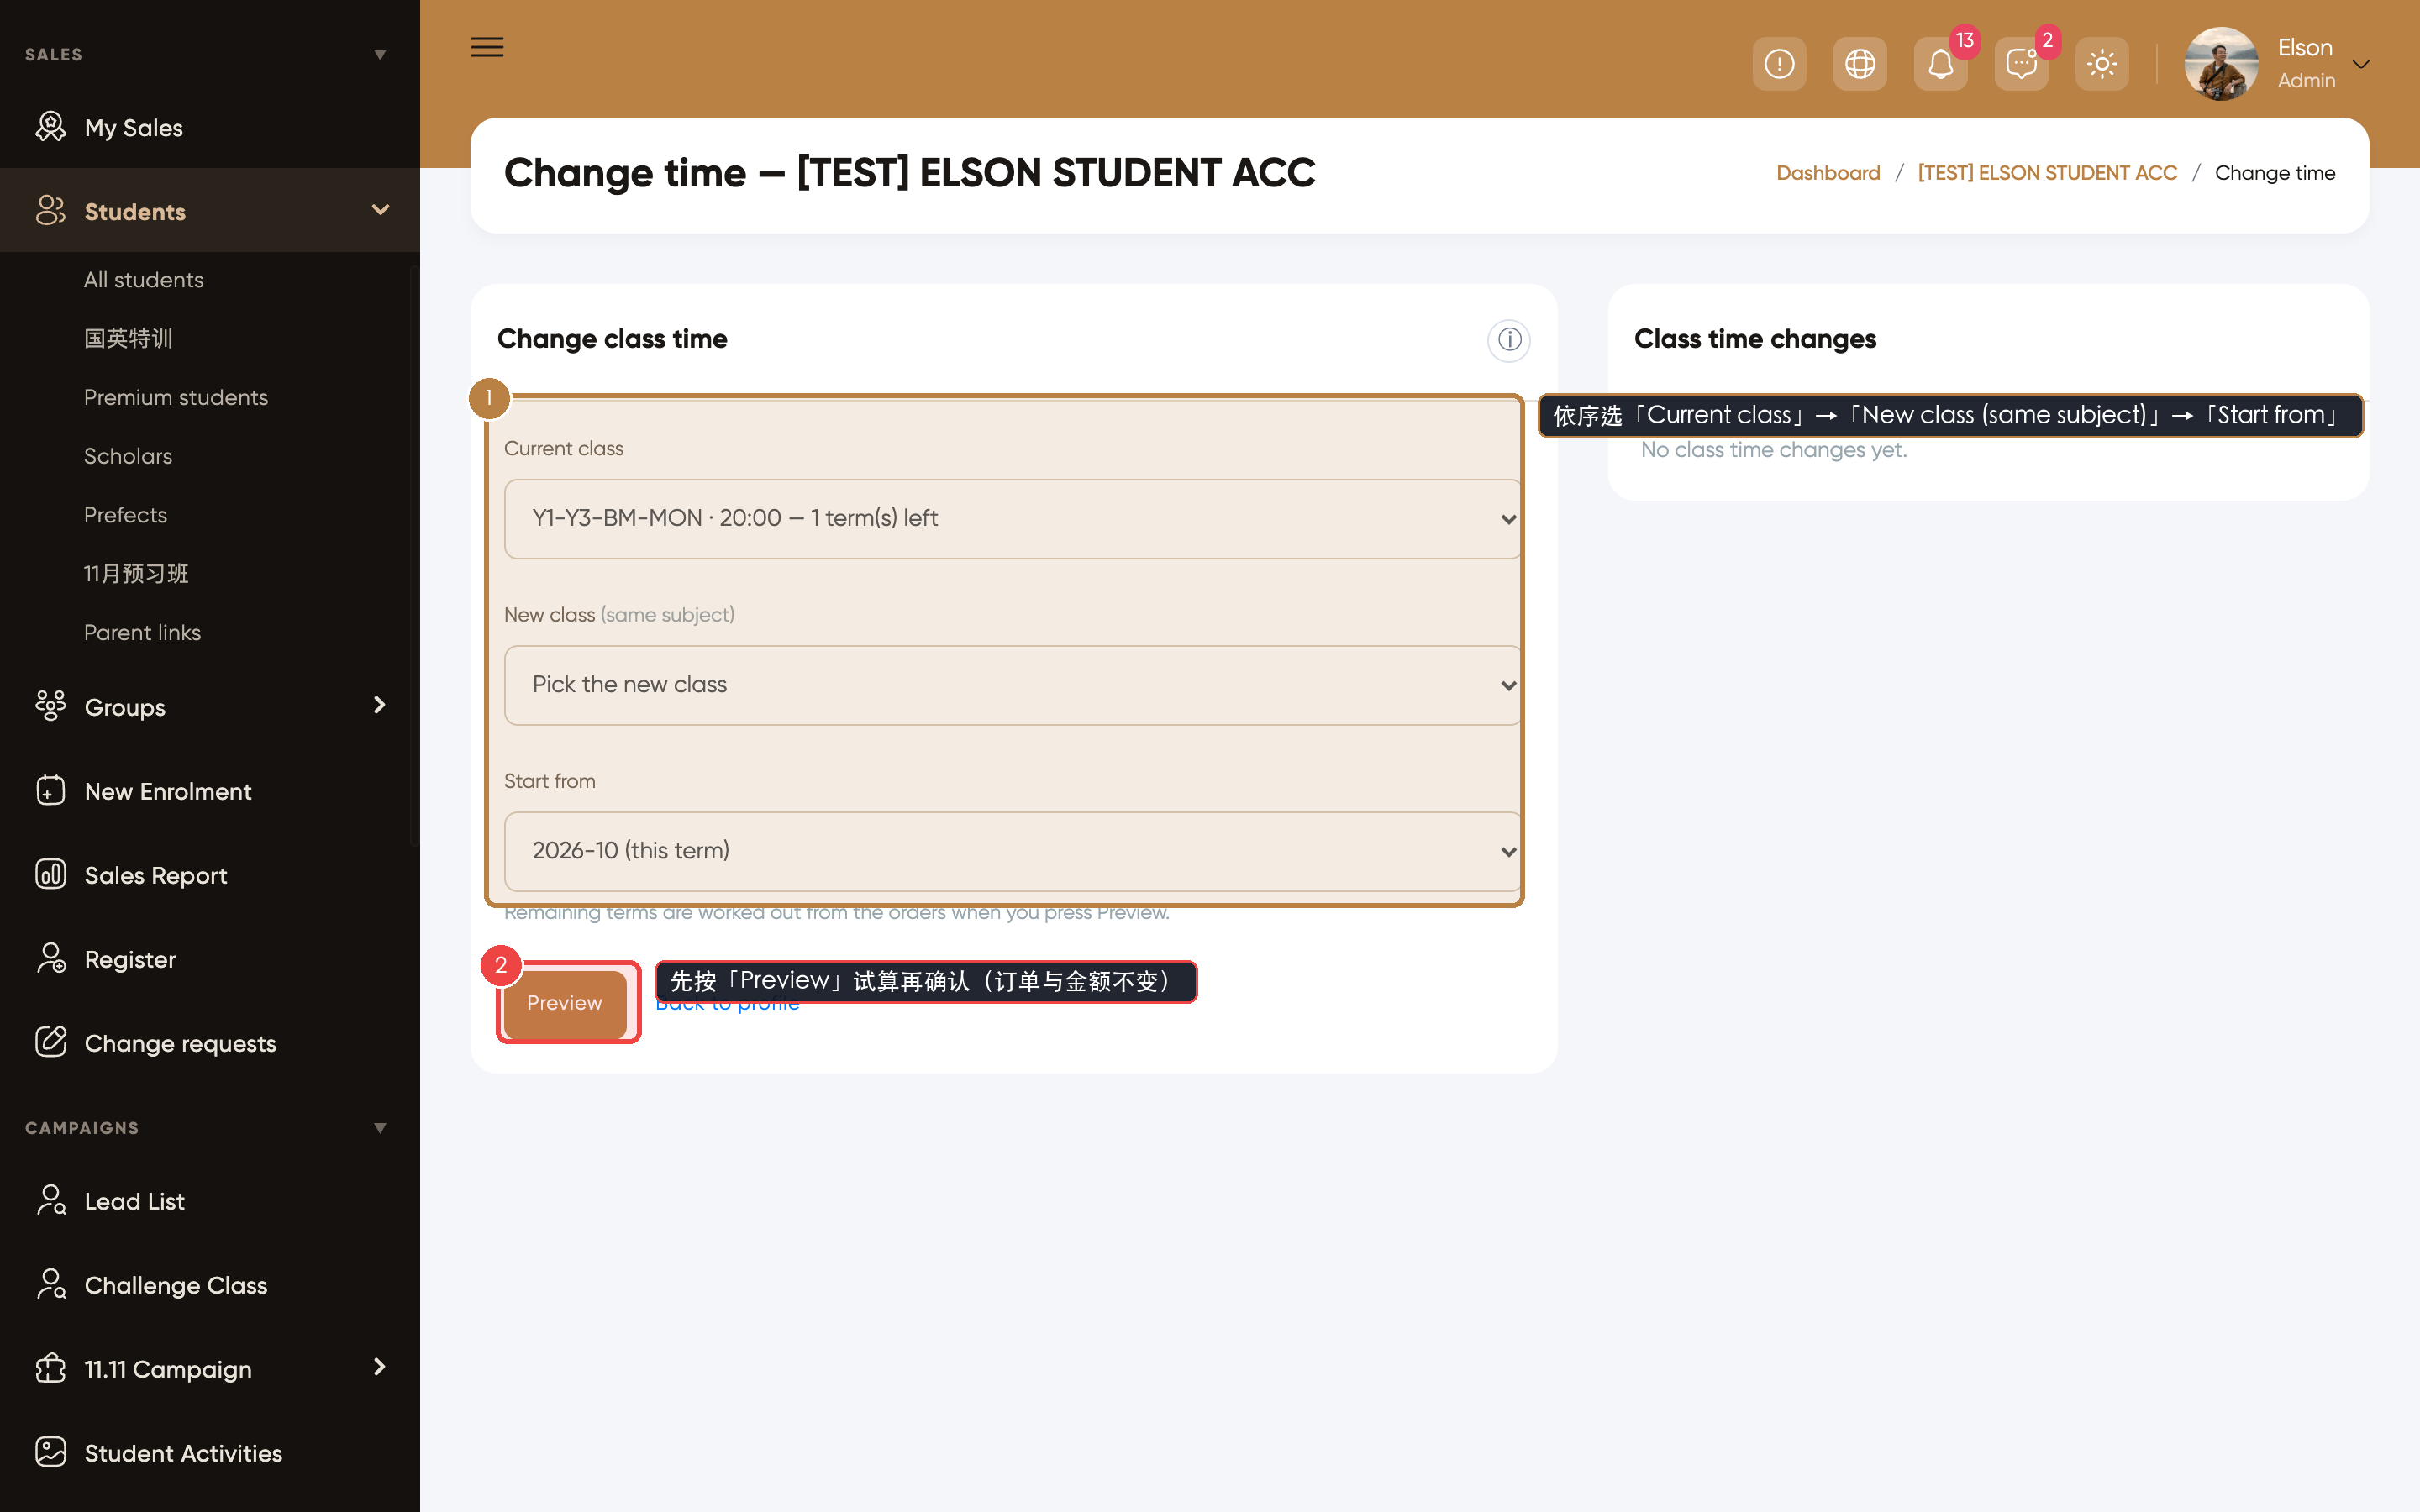 SALES
My Sales
Students
All students
国英特训
Premium students
Scholars
Prefects
11月预习班
Parent links
Groups
New Enrolment
Sales Report
Register
Change requests
CAMPAIGNS
Lead List
Challenge Class
11.11 Campaign
Student Activities
13
2
Elson
Admin
Change time — [TEST] ELSON STUDENT ACC
Dashboard / [TEST] ELSON STUDENT ACC / Change time
Change class time
1
Current class
Y1-Y3-BM-MON · 20:00 — 1 term(s) left
New class (same subject)
Pick the new class
Start from
2026-10 (this term)
Remaining terms are worked out from the orders when you press Preview.
2
Preview
先按「Preview」试算再确认（订单与金额不变）
Back to profile
Class time changes
依序选「Current class」→「New class (same subject)」→「Start from」
No class time changes yet.